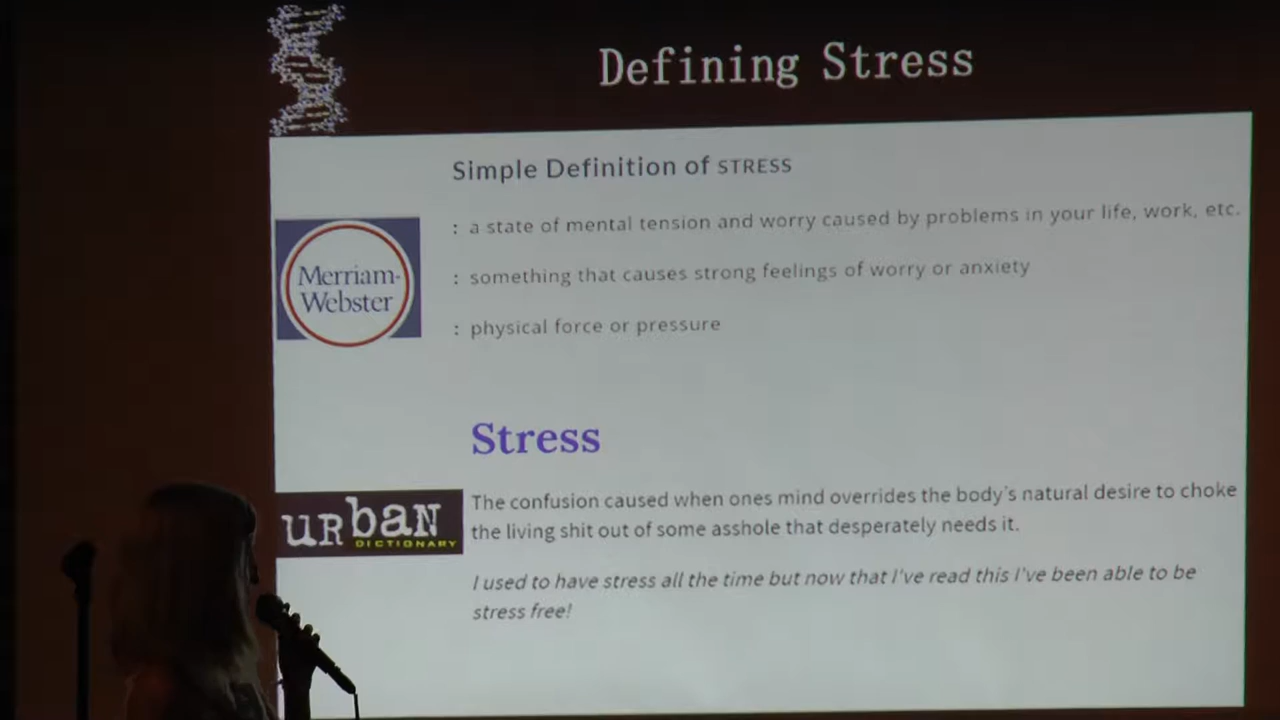 Defining Stress
Simple Definition of STRESS
: a state of mental tension and worry caused by problems in your life, work, etc.
: something that causes strong feelings of worry or anxiety
: physical force or pressure
Merriam-
Webster
Stress
The confusion caused when ones mind overrides the body's natural desire to choke
the living shit out of some asshole that desperately needs it.
urban
DICTIONARY
I used to have stress all the time but now that I've read this I've been able to be
stress free!